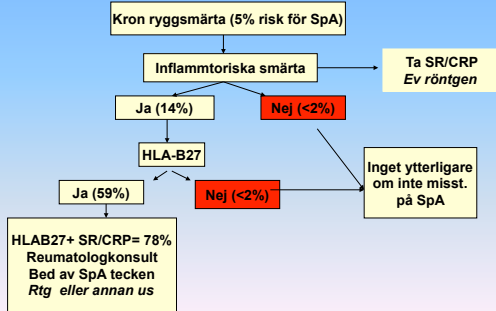 Kron ryggsmärta (5% risk för SpA)
Inflammtoriska smärta
Ta SR/CRP
Ev röntgen
Ja (14%)
Nej (<2%)
HLA-B27
Inget ytterligare
om inte misst.
på SpA
Ja (59%)
Nej (<2%)
HLAB27+ SR/CRP= 78%
Reumatologkonsult
Bed av SpA tecken
Rtg eller annan us